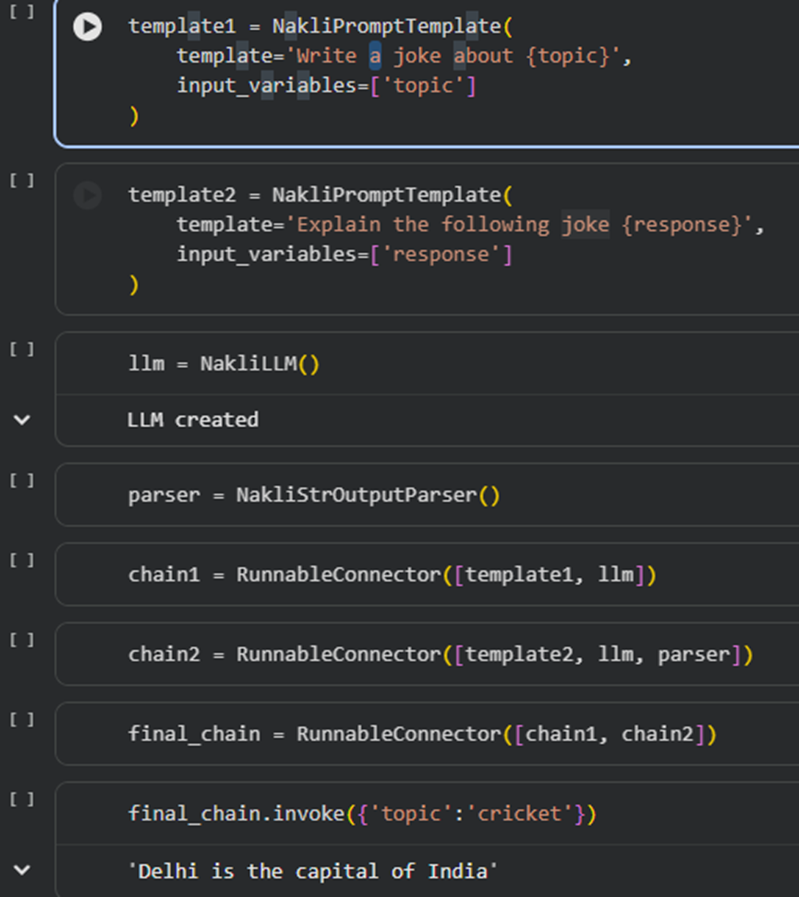 [ ]
template1 = NakliPromptTemplate(
    template='Write a joke about {topic}',
    input_variables=['topic']
)
[ ]
template2 = NakliPromptTemplate(
    template='Explain the following joke {response}',
    input_variables=['response']
)
[ ]
llm = NakliLLM()
LLM created
[ ]
parser = NakliStrOutputParser()
[ ]
chain1 = RunnableConnector([template1, llm])
[ ]
chain2 = RunnableConnector([template2, llm, parser])
[ ]
final_chain = RunnableConnector([chain1, chain2])
[ ]
final_chain.invoke({'topic':'cricket'})
'Delhi is the capital of India'